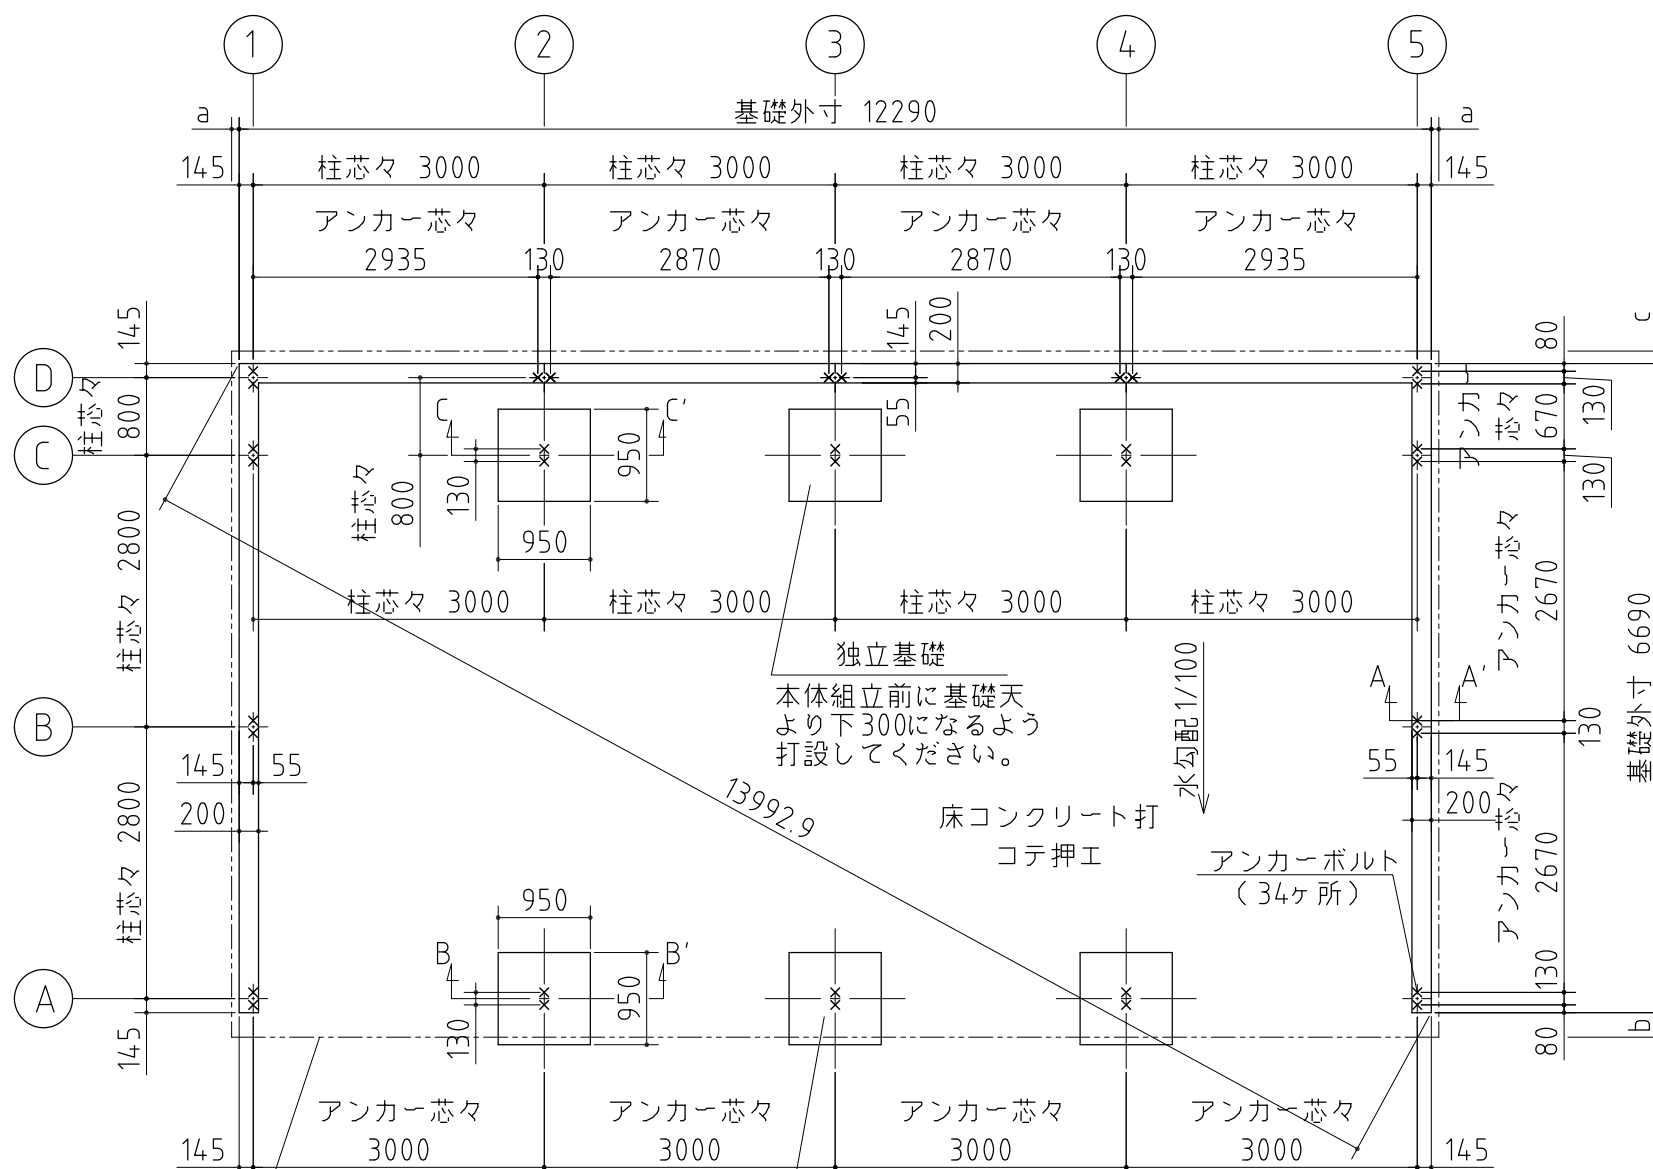 1 2 3 4 5
a 基礎外寸 12290 a
145 柱芯々 3000 柱芯々 3000 柱芯々 3000 柱芯々 3000 145
アンカー芯々 アンカー芯々 アンカー芯々 アンカー芯々
2935 130 2870 130 2870 130 2935
145 145 200 80 c
D
柱芯々 800
55
アンカー芯々 670 130
C
C C'
950
130
柱芯々 800
950
130
柱芯々 2800
アンカー芯々 2670
柱芯々 3000 柱芯々 3000 柱芯々 3000 柱芯々 3000
独立基礎
本体組立前に基礎天
より下300になるよう
打設してください。
水勾配1/100
A A'
基礎外寸 6690
B
130
145 55
55 145
200
200
13992.9
床コンクリート打
コテ押エ
柱芯々 2800
アンカー芯々 2670
アンカーボルト
(34ケ所)
950
B B'
950
130
A
130
145
80
b
アンカー芯々 アンカー芯々 アンカー芯々 アンカー芯々
145 3000 3000 3000 3000 145